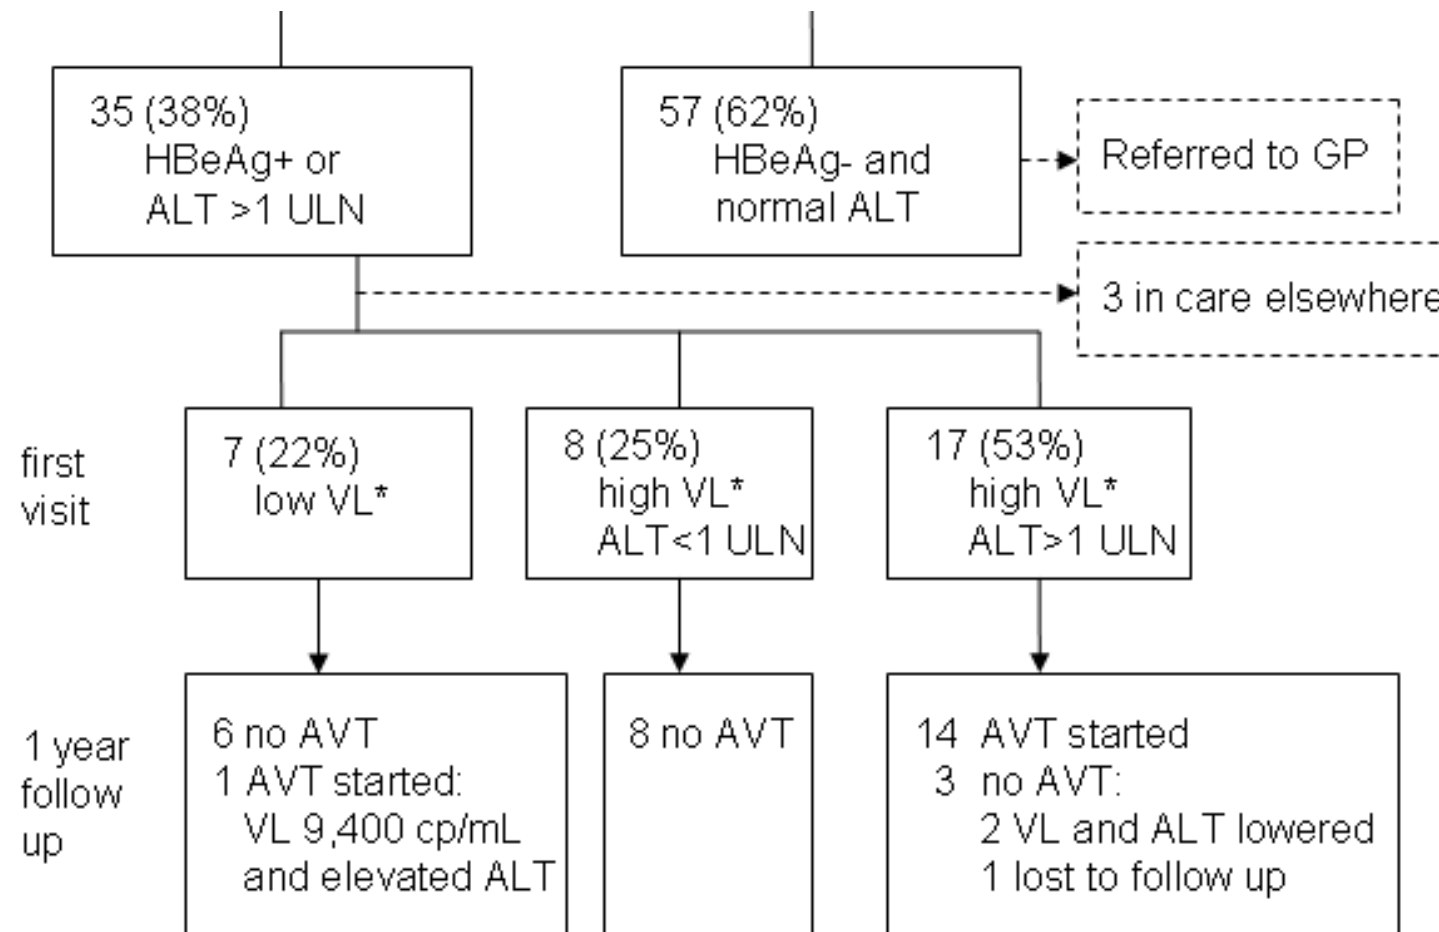 35 (38%)
HBeAg+ or
ALT >1 ULN
57 (62%)
HBeAg- and
normal ALT
Referred to GP
3 in care elsewhere
first
visit
7 (22%)
low VL*
8 (25%)
high VL*
ALT<1 ULN
17 (53%)
high VL*
ALT>1 ULN
1 year
follow
up
6 no AVT
1 AVT started:
VL 9,400 cp/mL
and elevated ALT
8 no AVT
14 AVT started
3 no AVT:
2 VL and ALT lowered
1 lost to follow up